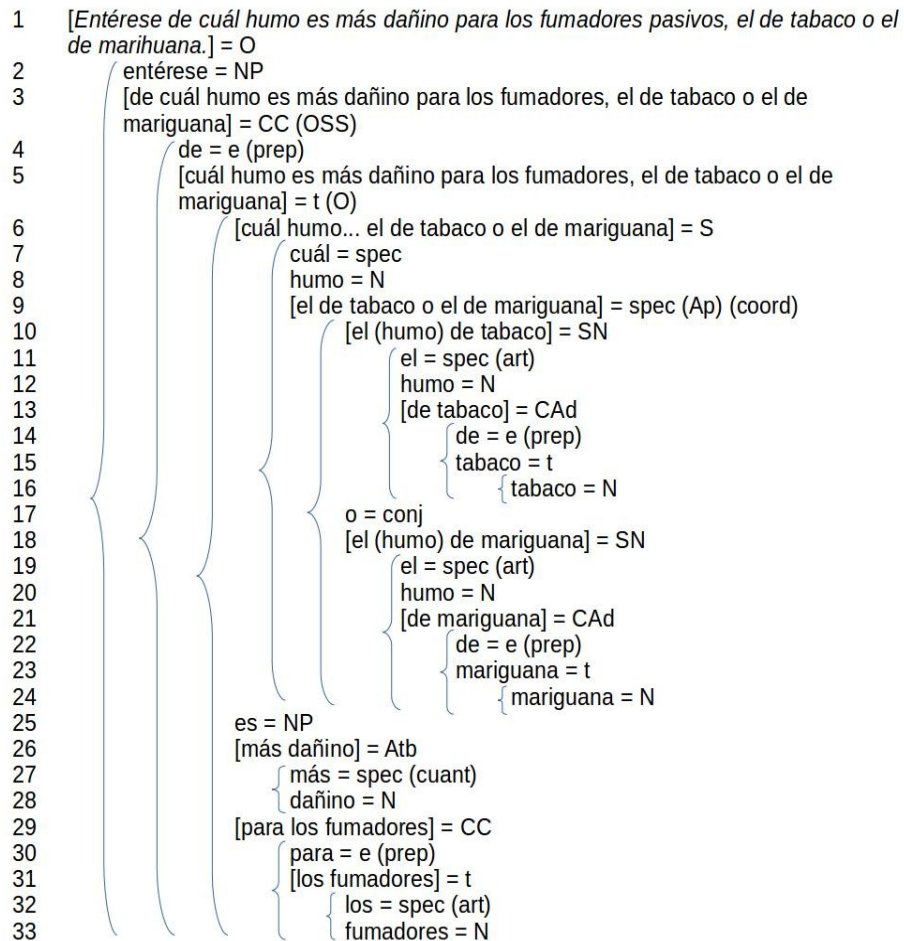 1 [Entérese de cuál humo es más dañino para los fumadores pasivos, el de tabaco o el
de marihuana.] = O
2 entérese = NP
3 [de cuál humo es más dañino para los fumadores, el de tabaco o el de
mariguana] = CC (OSS)
4 de = e (prep)
5 [cuál humo es más dañino para los fumadores, el de tabaco o el de
mariguana] = t (O)
6 [cuál humo... el de tabaco o el de mariguana] = S
7 cuál = spec
8 humo = N
9 [el de tabaco o el de mariguana] = spec (Ap) (coord)
10 [el (humo) de tabaco] = SN
11 el = spec (art)
12 humo = N
13 [de tabaco] = CAd
14 de = e (prep)
15 tabaco = t
16 tabaco = N
17 o = conj
18 [el (humo) de mariguana] = SN
19 el = spec (art)
20 humo = N
21 [de mariguana] = CAd
22 de = e (prep)
23 mariguana = t
24 mariguana = N
25 es = NP
26 [más dañino] = Atb
27 más = spec (cuant)
28 dañino = N
29 [para los fumadores] = CC
30 para = e (prep)
31 [los fumadores] = t
32 los = spec (art)
33 fumadores = N